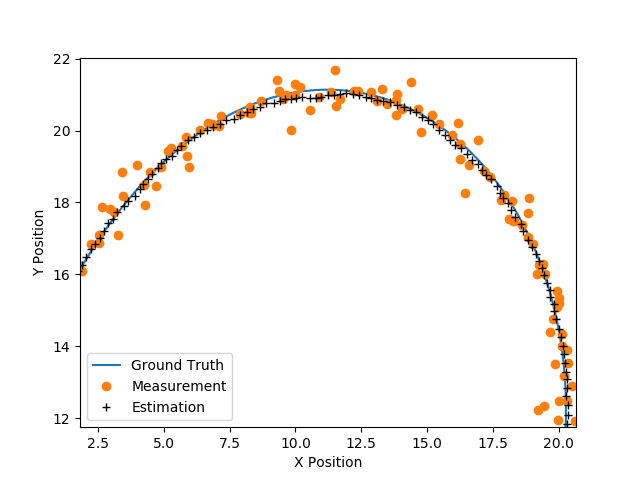 22
20
18
16
14
12
Y Position
Ground Truth
Measurement
Estimation
2.5 5.0 7.5 10.0 12.5 15.0 17.5 20.0
X Position